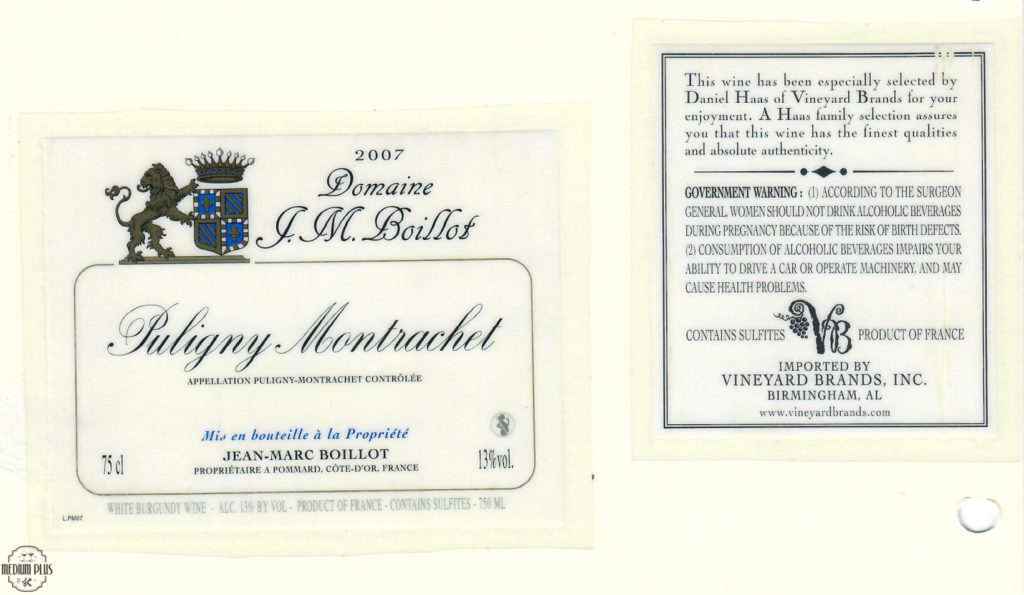 2007
Domaine
J.M. Boillot
Puligny Montrachet
APPELLATION PULIGNY-MONTRACHET CONTRÔLÉE
Mis en bouteille à la Propriété
JEAN-MARC BOILLOT
PROPRIÉTAIRE A POMMARD, CÔTE-D'OR, FRANCE
75 cl
13%vol.
WHITE BURGUNDY WINE - ALC. 13% BY VOL - PRODUCT OF FRANCE - CONTAINS SULFITES - 750 ML
L.PM07
This wine has been especially selected by
Daniel Haas of Vineyard Brands for your
enjoyment. A Haas family selection assures
you that this wine has the finest qualities
and absolute authenticity.
GOVERNMENT WARNING: (1) ACCORDING TO THE SURGEON
GENERAL, WOMEN SHOULD NOT DRINK ALCOHOLIC BEVERAGES
DURING PREGNANCY BECAUSE OF THE RISK OF BIRTH DEFECTS.
(2) CONSUMPTION OF ALCOHOLIC BEVERAGES IMPAIRS YOUR
ABILITY TO DRIVE A CAR OR OPERATE MACHINERY, AND MAY
CAUSE HEALTH PROBLEMS.
CONTAINS SULFITES VB PRODUCT OF FRANCE
IMPORTED BY
VINEYARD BRANDS, INC.
BIRMINGHAM, AL
www.vineyardbrands.com
MEDIUM PLUS